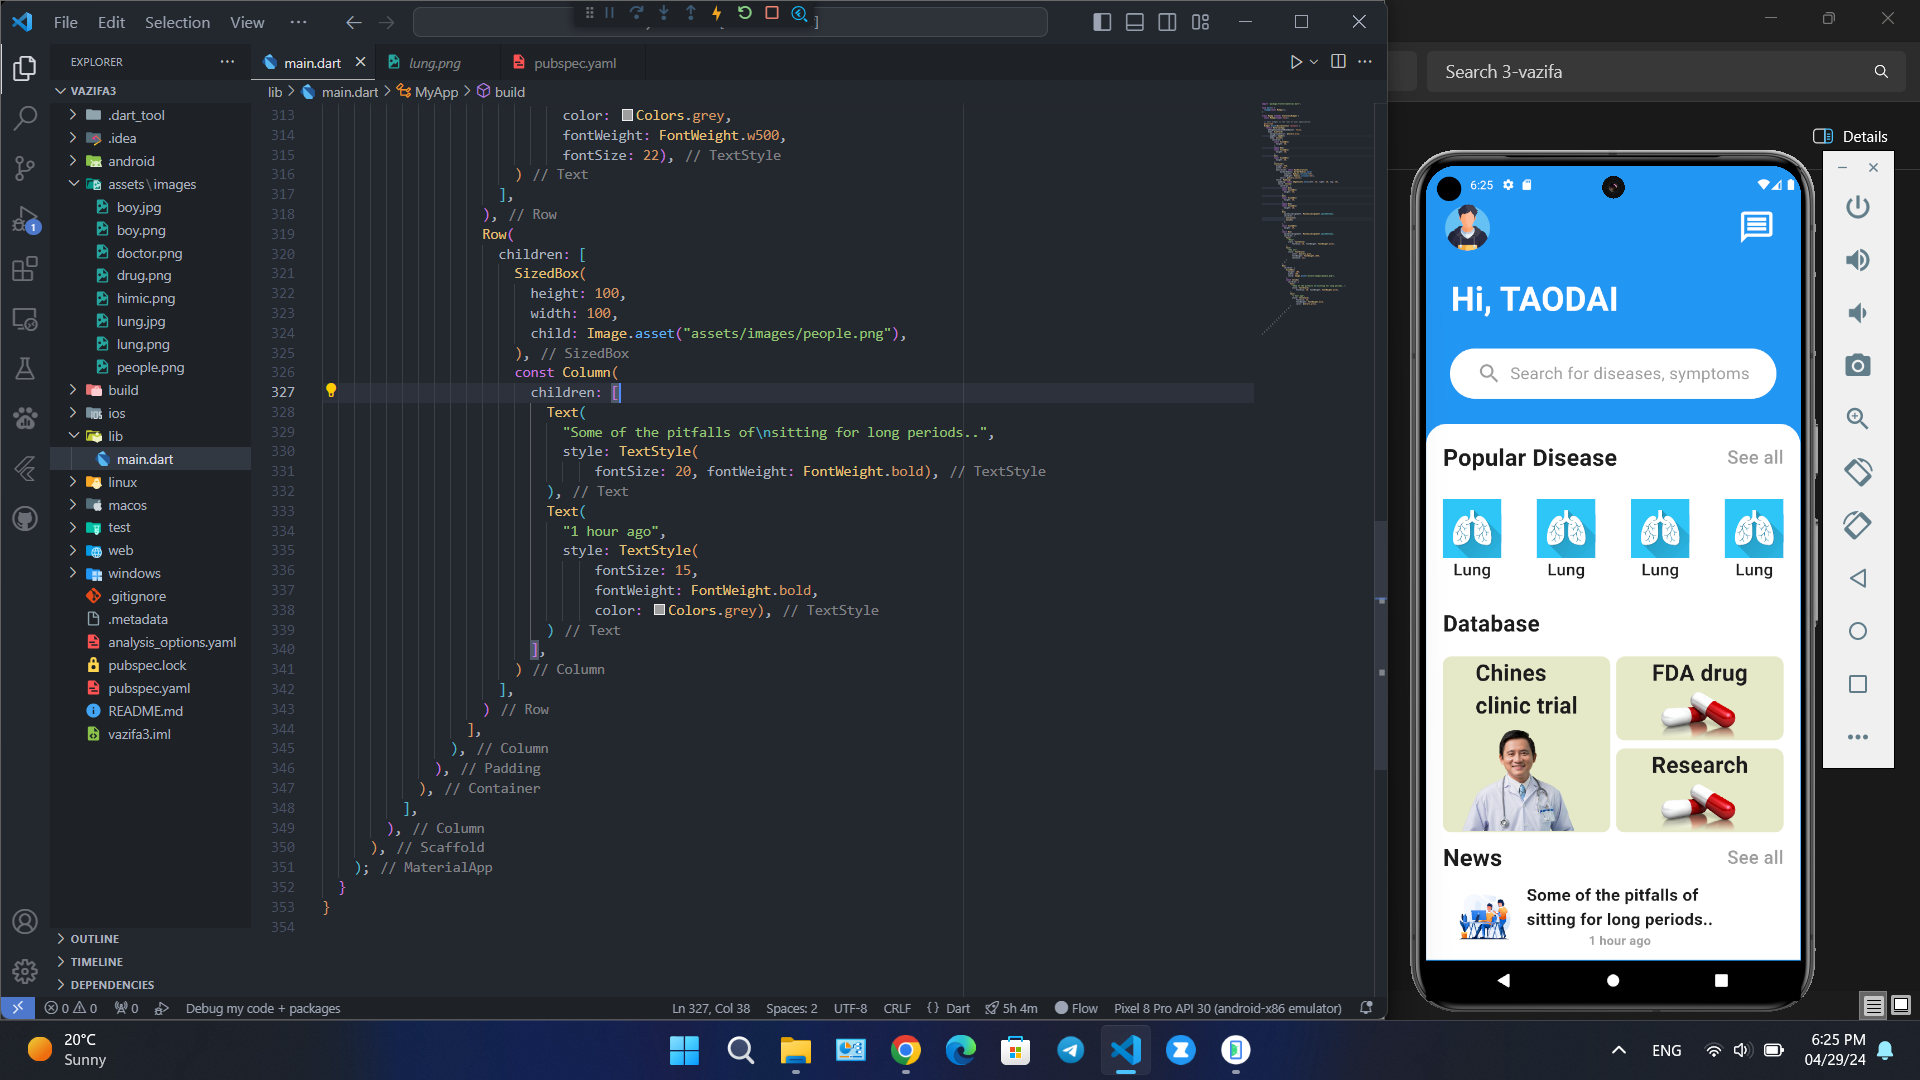 File Edit Selection View ···
EXPLORER
main.dart
lung.png
pubspec.yaml
VAZIFA3
lib > main.dart > MyApp > build
.dart_tool
.idea
android
assets\images
boy.jpg
boy.png
doctor.png
drug.png
himic.png
lung.jpg
lung.png
people.png
build
ios
lib
main.dart
linux
macos
test
web
windows
.gitignore
.metadata
analysis_options.yaml
pubspec.lock
pubspec.yaml
README.md
vazifa3.iml
OUTLINE
TIMELINE
DEPENDENCIES
313 color: Colors.grey,
314 fontWeight: FontWeight.w500,
315 fontSize: 22), // TextStyle
316 ) // Text
317 ],
318 ), // Row
319 Row(
320 children: [
321 SizedBox(
322 height: 100,
323 width: 100,
324 child: Image.asset("assets/images/people.png"),
325 ), // SizedBox
326 const Column(
327 children: [
328 Text(
329 "Some of the pitfalls of\nsitting for long periods..",
330 style: TextStyle(
331 fontSize: 20, fontWeight: FontWeight.bold), // TextStyle
332 ), // Text
333 Text(
334 "1 hour ago",
335 style: TextStyle(
336 fontSize: 15,
337 fontWeight: FontWeight.bold,
338 color: Colors.grey), // TextStyle
339 ) // Text
340 ],
341 ) // Column
342 ],
343 ) // Row
344 ],
345 ), // Column
346 ), // Padding
347 ), // Container
348 ],
349 ), // Column
350 ), // Scaffold
351 ); // MaterialApp
352 }
353 }
354
0 0 0 Debug my code + packages
Ln 327, Col 38 Spaces: 2 UTF-8 CRLF {} Dart 5h 4m Flow Pixel 8 Pro API 30 (android-x86 emulator)
Search 3-vazifa
Details
6:25
Hi, TAODAI
Search for diseases, symptoms
Popular Disease See all
Lung Lung Lung Lung
Database
Chines
clinic trial
FDA drug
Research
News See all
Some of the pitfalls of
sitting for long periods..
1 hour ago
20°C
Sunny
ENG
6:25 PM
04/29/24